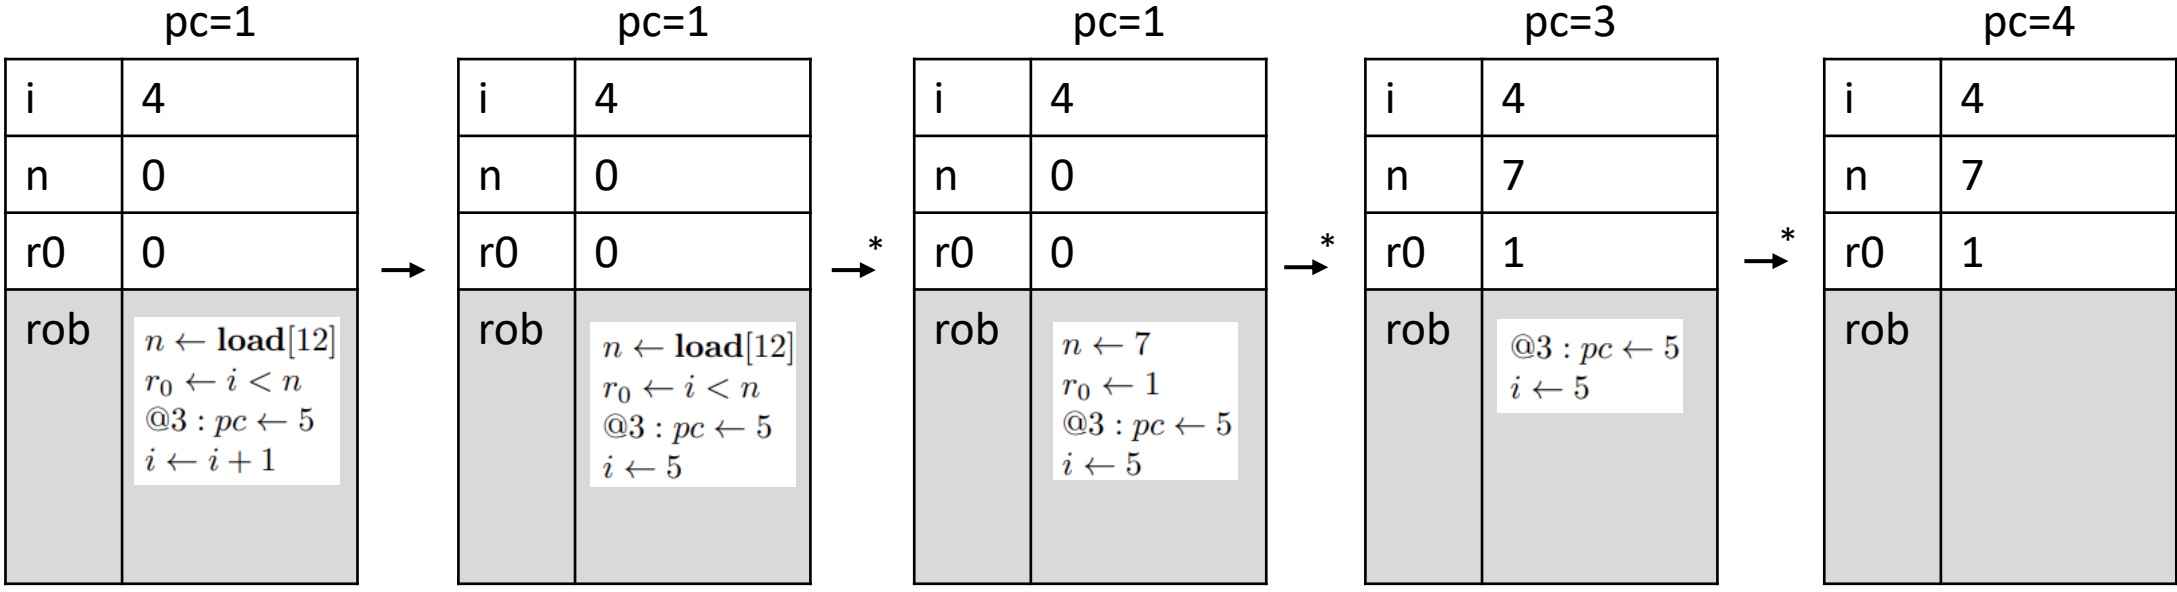 pc=1
i 4
n 0
r0 0
rob
n ← load[12]
r₀ ← i < n
@3 : pc ← 5
i ← i + 1
→
pc=1
i 4
n 0
r0 0
rob
n ← load[12]
r₀ ← i < n
@3 : pc ← 5
i ← 5
→*
pc=1
i 4
n 0
r0 0
rob
n ← 7
r₀ ← 1
@3 : pc ← 5
i ← 5
→*
pc=3
i 4
n 7
r0 1
rob
@3 : pc ← 5
i ← 5
→*
pc=4
i 4
n 7
r0 1
rob